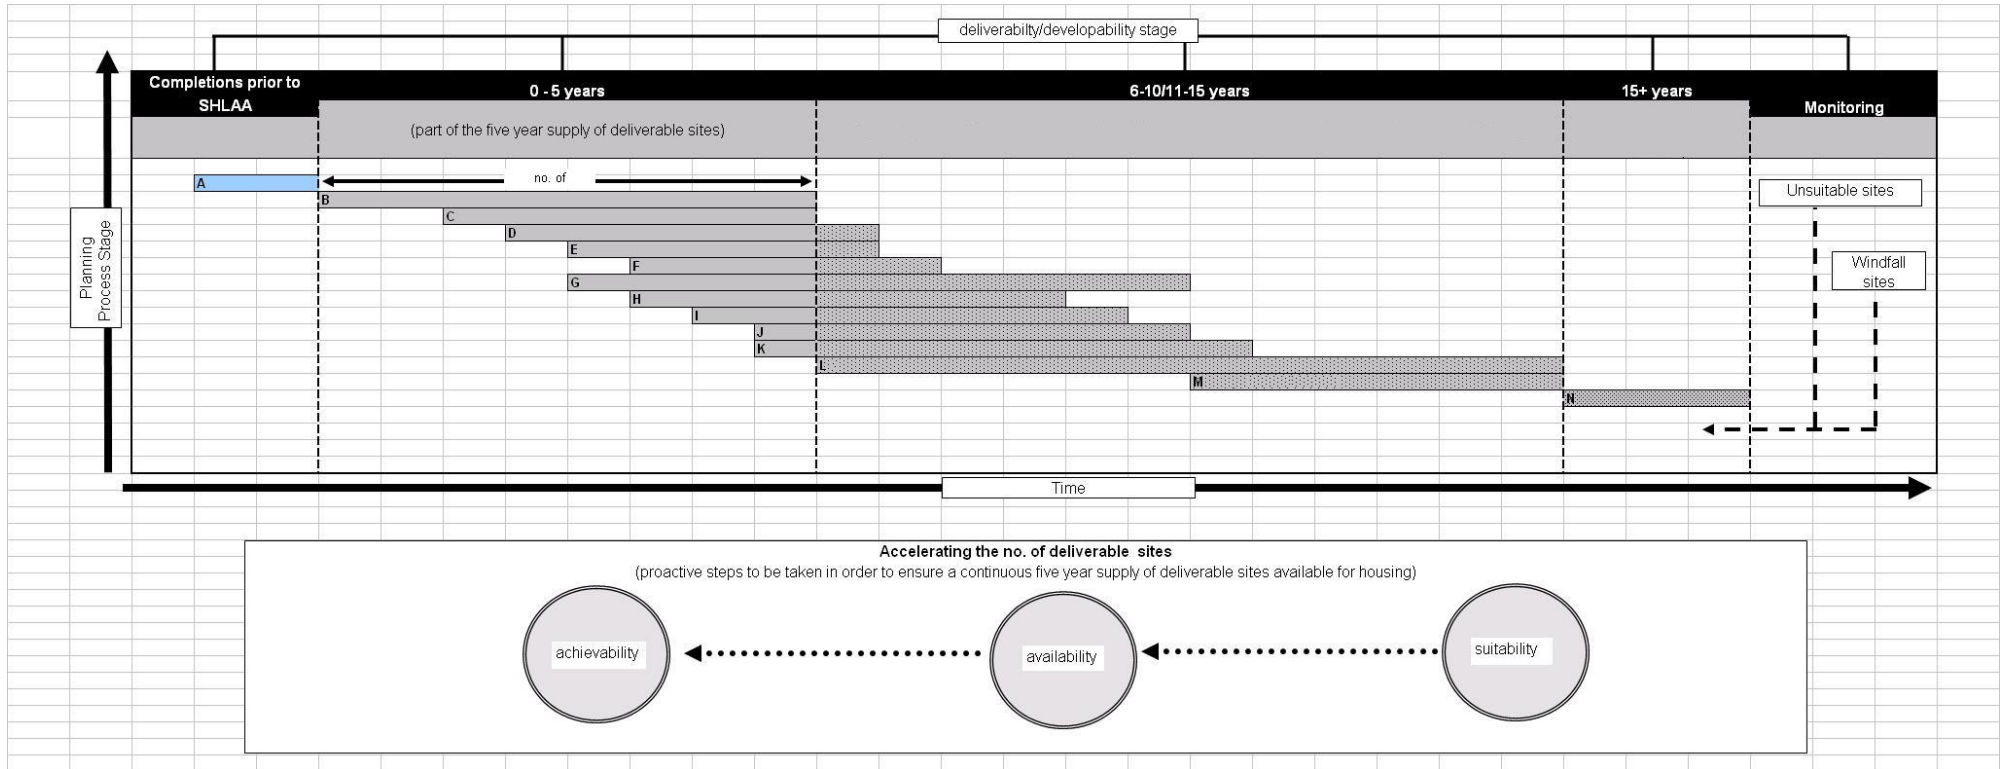 deliverabilty/developability stage
Completions prior to
SHLAA
0 - 5 years
6-10/11-15 years
15+ years
Monitoring
(part of the five year supply of deliverable sites)
A
no. of
B
C
D
E
F
G
H
I
J
K
L
M
N
Unsuitable sites
Windfall
sites
Planning
Process Stage
Time
Accelerating the no. of deliverable sites
(proactive steps to be taken in order to ensure a continuous five year supply of deliverable sites available for housing)
achievability
availability
suitability